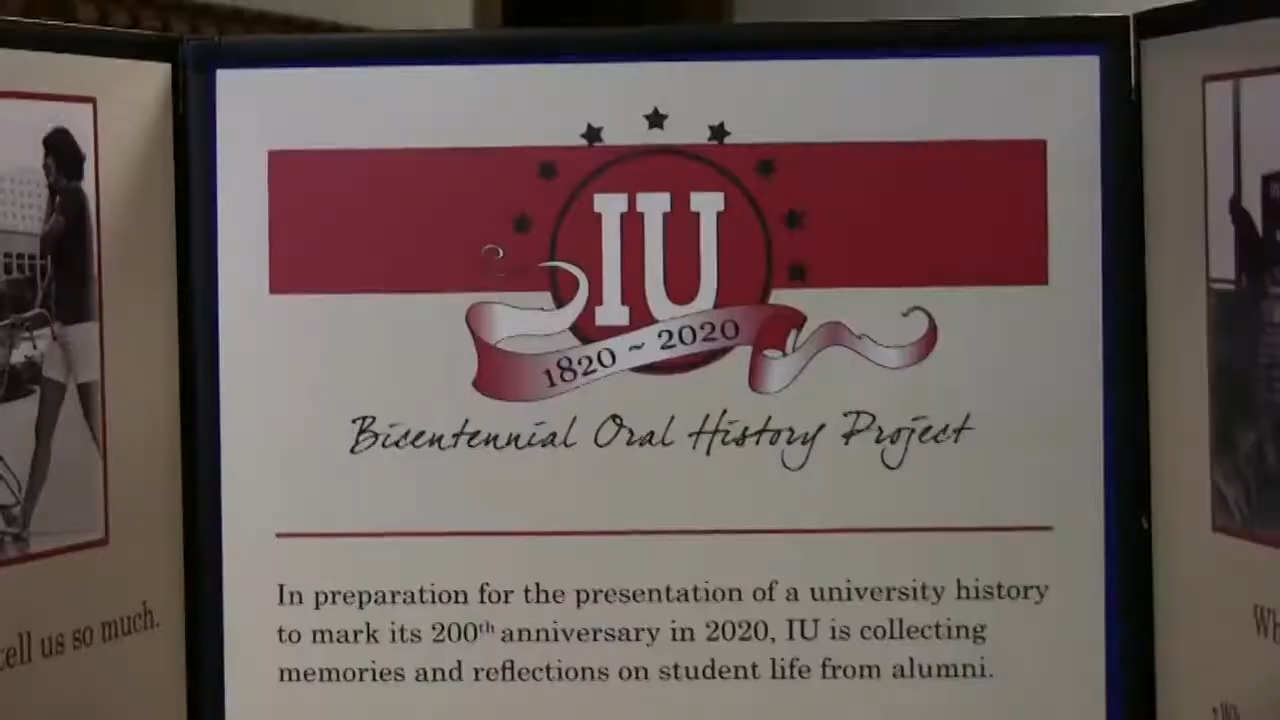 IU
1820 ~ 2020
Bicentennial Oral History Project
In preparation for the presentation of a university history
to mark its 200th anniversary in 2020, IU is collecting
memories and reflections on student life from alumni.
tell us so much.